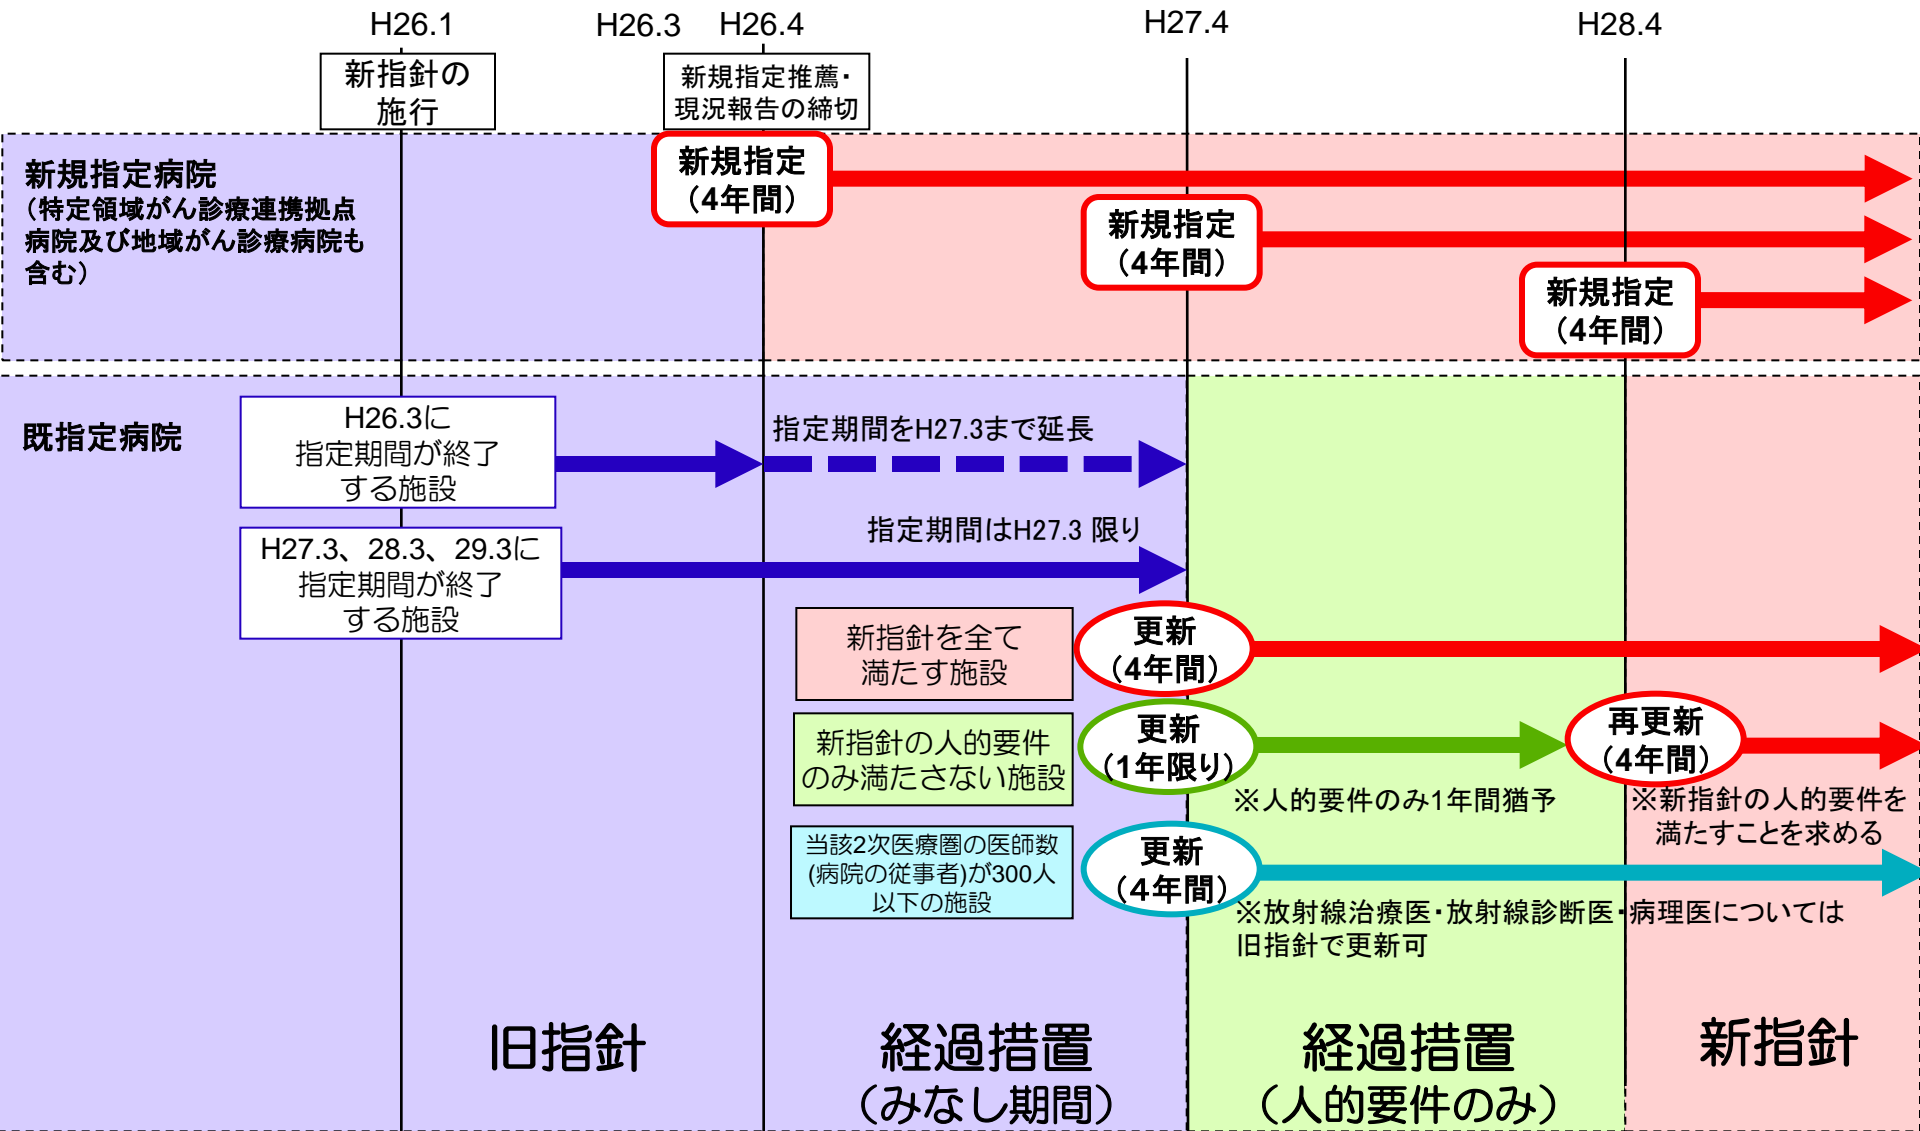 H26.1
H26.3
H26.4
H27.4
H28.4
新指針の
施行
新規指定推薦・
現況報告の締切
新規指定病院
（特定領域がん診療連携拠点
病院及び地域がん診療病院も
含む）
新規指定
（4年間）
新規指定
（4年間）
新規指定
（4年間）
既指定病院
H26.3に
指定期間が終了
する施設
指定期間をH27.3まで延長
H27.3、28.3、29.3に
指定期間が終了
する施設
指定期間はH27.3 限り
新指針を全て
満たす施設
更新
（4年間）
新指針の人的要件
のみ満たさない施設
更新
（1年限り）
※人的要件のみ1年間猶予
再更新
（4年間）
※新指針の人的要件を
満たすことを求める
当該2次医療圏の医師数
(病院の従事者)が300人
以下の施設
更新
（４年間）
※放射線治療医・放射線診断医・病理医については
旧指針で更新可
旧指針
経過措置
（みなし期間）
経過措置
（人的要件のみ）
新指針